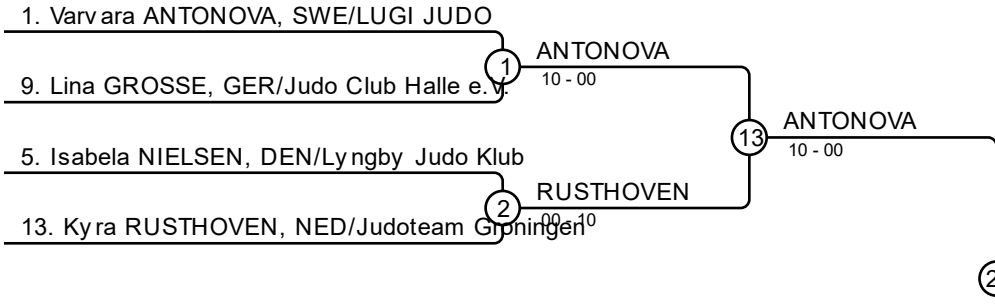 1. Varvara ANTONOVA, SWE/LUGI JUDO
ANTONOVA
1
10 - 00
9. Lina GROSSE, GER/Judo Club Halle e.V.
ANTONOVA
13
10 - 00
5. Isabela NIELSEN, DEN/Lyngby Judo Klub
RUSTHOVEN
2
00 - 10
13. Kyra RUSTHOVEN, NED/Judoteam Groningen